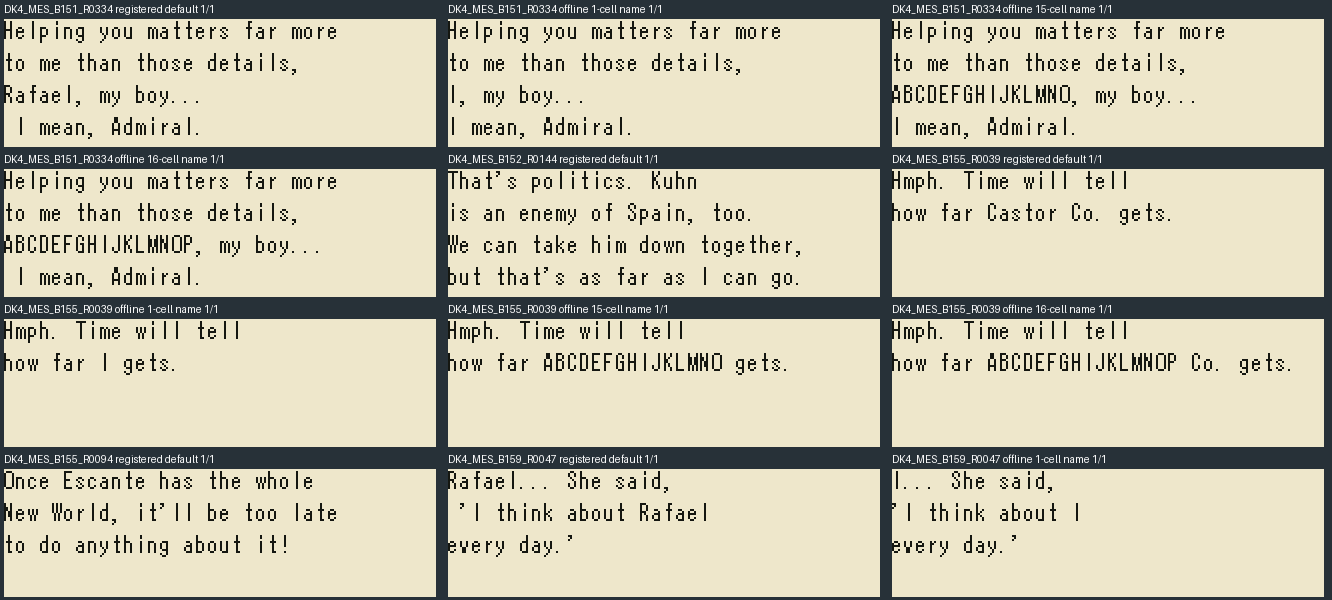 DK4_MES_B151_R0334 registered default 1/1
Helping you matters far more
to me than those details,
Rafael, my boy...
I mean, Admiral.
DK4_MES_B151_R0334 offline 1-cell name 1/1
Helping you matters far more
to me than those details,
I, my boy...
I mean, Admiral.
DK4_MES_B151_R0334 offline 15-cell name 1/1
Helping you matters far more
to me than those details,
ABCDEFGHIJKLMNO, my boy...
I mean, Admiral.
DK4_MES_B151_R0334 offline 16-cell name 1/1
Helping you matters far more
to me than those details,
ABCDEFGHIJKLMNOP, my boy...
I mean, Admiral.
DK4_MES_B152_R0144 registered default 1/1
That's politics. Kuhn
is an enemy of Spain, too.
We can take him down together,
but that's as far as I can go.
DK4_MES_B155_R0039 registered default 1/1
Hmph. Time will tell
how far Castor Co. gets.
DK4_MES_B155_R0039 offline 1-cell name 1/1
Hmph. Time will tell
how far I gets.
DK4_MES_B155_R0039 offline 15-cell name 1/1
Hmph. Time will tell
how far ABCDEFGHIJKLMNO gets.
DK4_MES_B155_R0039 offline 16-cell name 1/1
Hmph. Time will tell
how far ABCDEFGHIJKLMNOP Co. gets.
DK4_MES_B155_R0094 registered default 1/1
Once Escante has the whole
New World, it'll be too late
to do anything about it!
DK4_MES_B159_R0047 registered default 1/1
Rafael... She said,
'I think about Rafael
every day.'
DK4_MES_B159_R0047 offline 1-cell name 1/1
I... She said,
'I think about I
every day.'